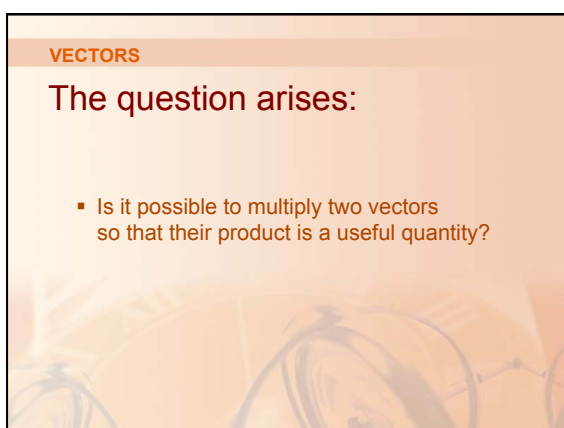 VECTORS
The question arises:
▪ Is it possible to multiply two vectors
so that their product is a useful quantity?